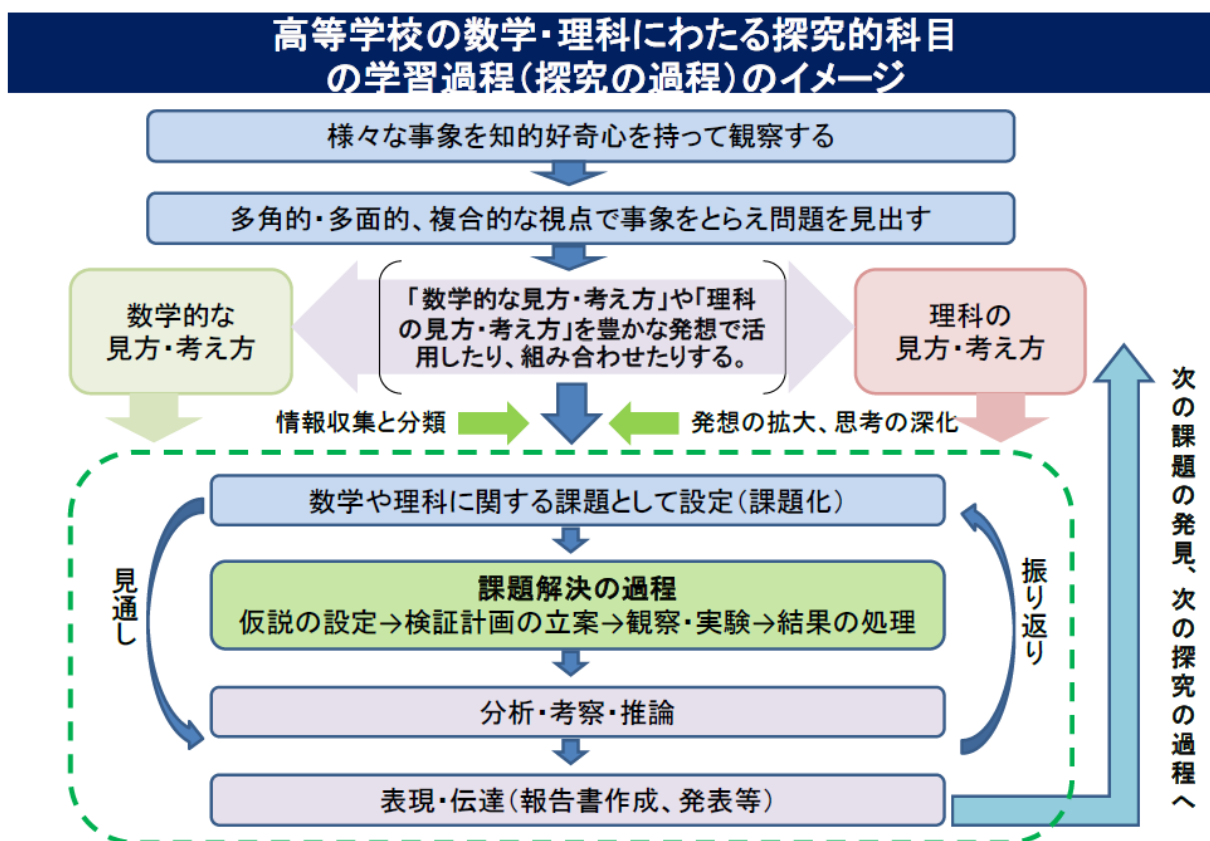 高等学校の数学・理科にわたる探究的科目
の学習過程(探究の過程)のイメージ
様々な事象を知的好奇心を持って観察する
多角的・多面的、複合的な視点で事象をとらえ問題を見出す
数学的な
見方・考え方
「数学的な見方・考え方」や「理科
の見方・考え方」を豊かな発想で活
用したり、組み合わせたりする。
理科の
見方・考え方
情報収集と分類
発想の拡大、思考の深化
数学や理科に関する課題として設定(課題化)
見通し
課題解決の過程
仮説の設定→検証計画の立案→観察・実験→結果の処理
振り返り
分析・考察・推論
表現・伝達(報告書作成、発表等)
次の課題の発見、次の探究の過程へ